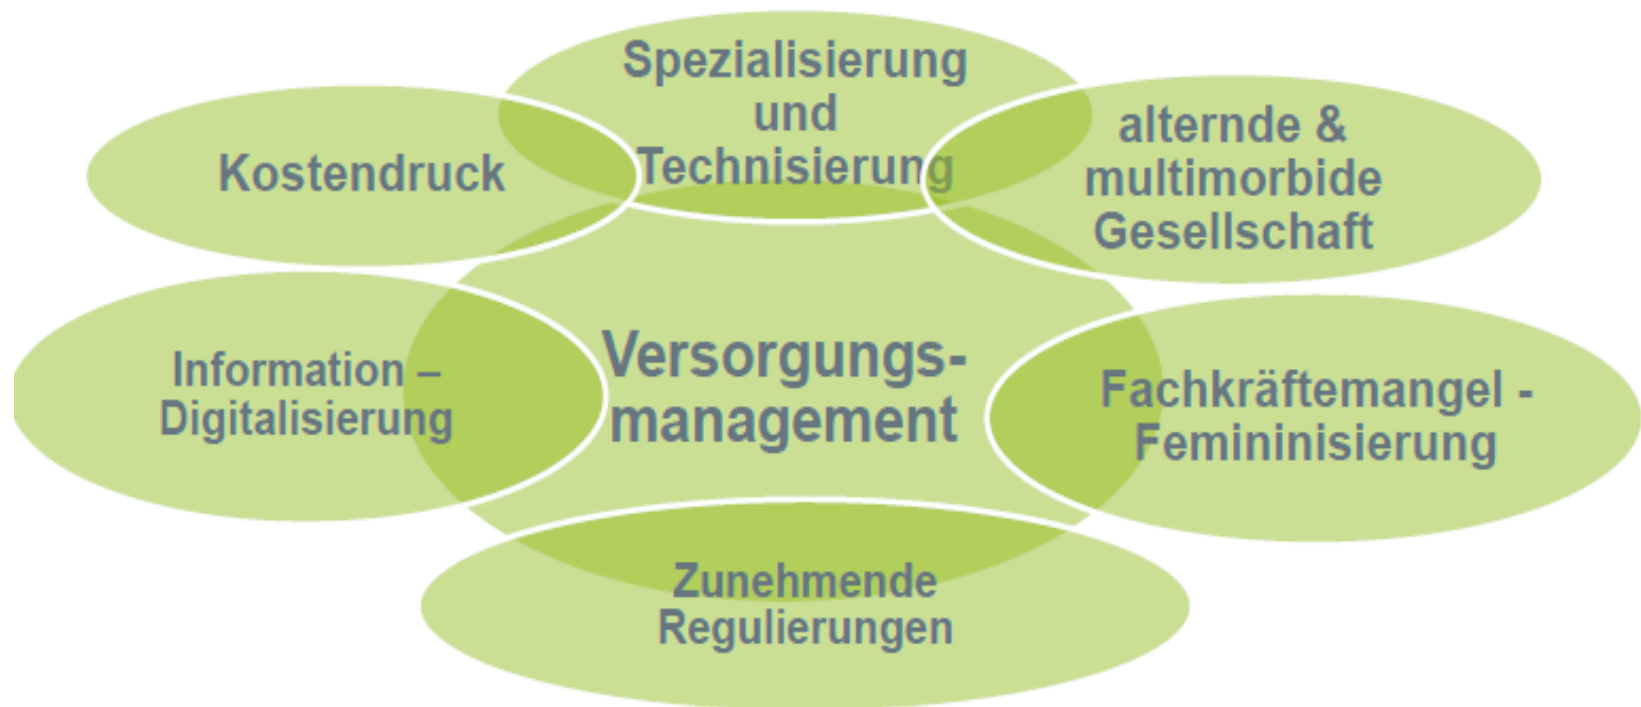 Spezialisierung
und
Technisierung
Kostendruck
alternde &
multimorbide
Gesellschaft
Information –
Digitalisierung
Versorgungs-
management
Fachkräftemangel -
Femininisierung
Zunehmende
Regulierungen